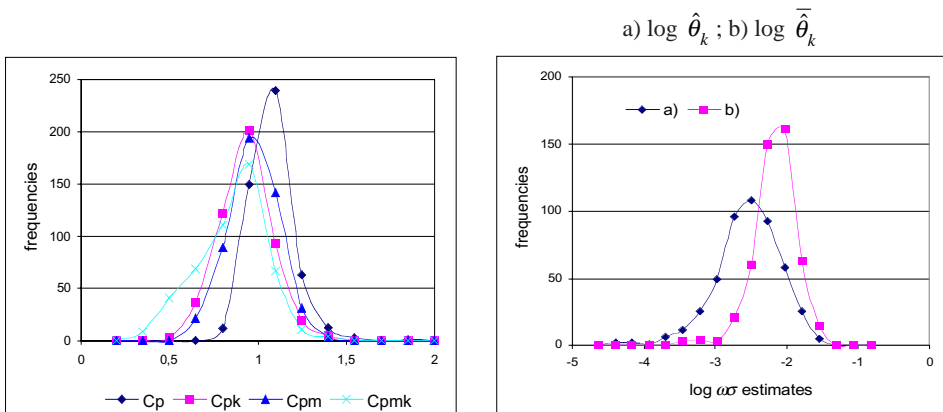 a) log θ̂ₖ ; b) log θ̂̅ₖ
250
200
150
100
50
0
frequencies
0 0,5 1 1,5 2
Cp Cpk Cpm Cpmk
200
150
100
50
0
frequencies
a) b)
-5 -4 -3 -2 -1 0
log ωσ estimates